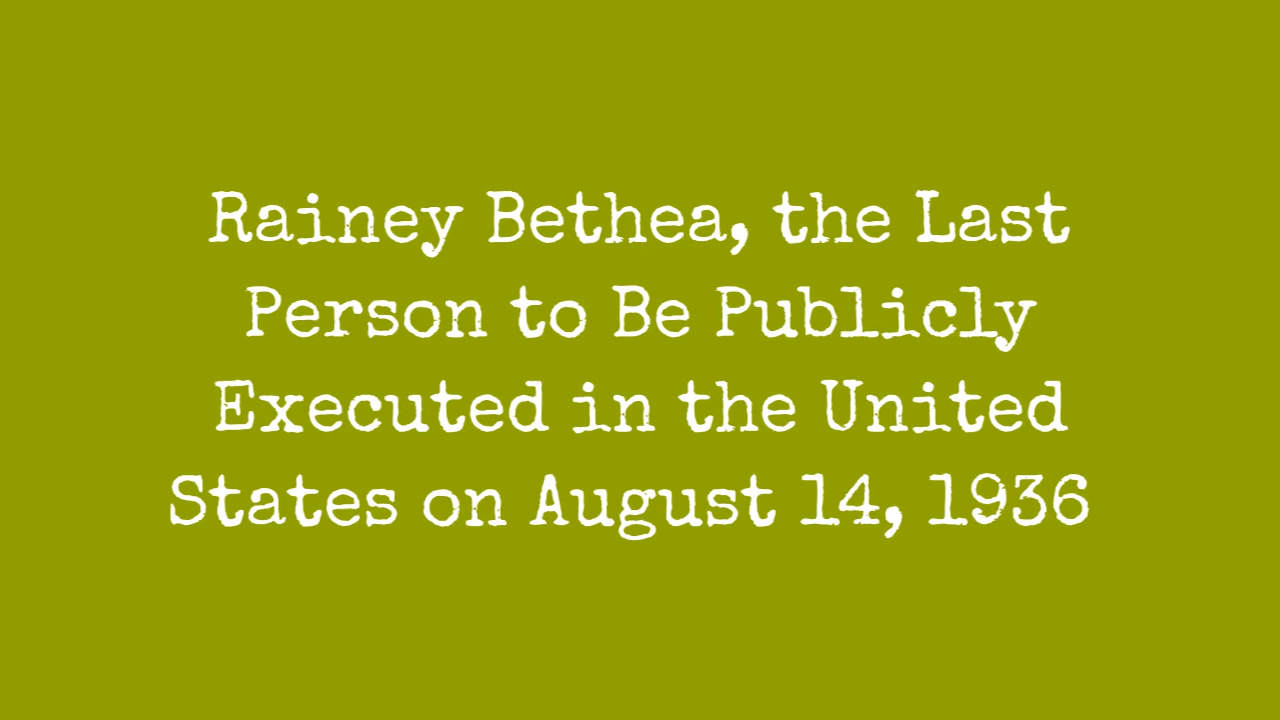 Rainey Bethea, the Last
Person to Be Publicly
Executed in the United
States on August 14, 1936